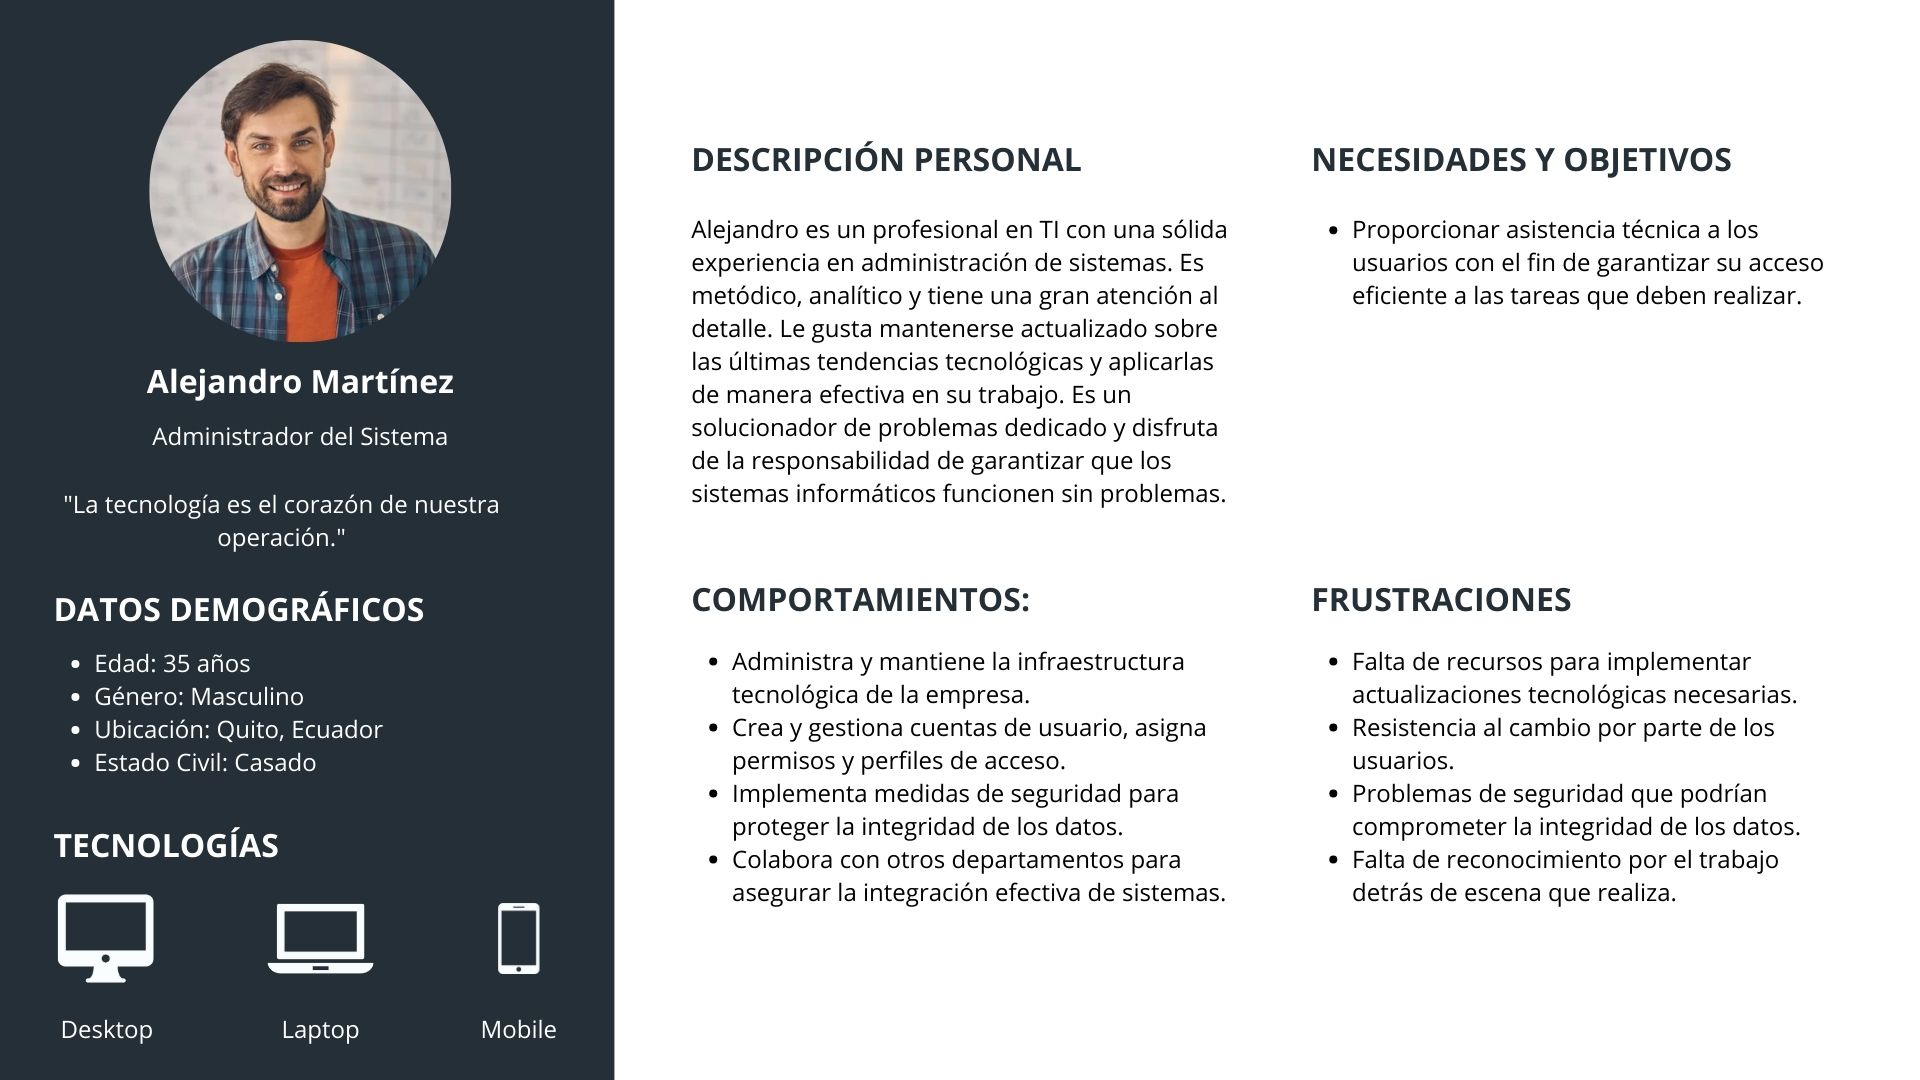 Alejandro Martínez
Administrador del Sistema
"La tecnología es el corazón de nuestra
operación."
DATOS DEMOGRÁFICOS
• Edad: 35 años
• Género: Masculino
• Ubicación: Quito, Ecuador
• Estado Civil: Casado
TECNOLOGÍAS
Desktop
Laptop
Mobile
DESCRIPCIÓN PERSONAL
Alejandro es un profesional en TI con una sólida
experiencia en administración de sistemas. Es
metódico, analítico y tiene una gran atención al
detalle. Le gusta mantenerse actualizado sobre
las últimas tendencias tecnológicas y aplicarlas
de manera efectiva en su trabajo. Es un
solucionador de problemas dedicado y disfruta
de la responsabilidad de garantizar que los
sistemas informáticos funcionen sin problemas.
NECESIDADES Y OBJETIVOS
• Proporcionar asistencia técnica a los
usuarios con el fin de garantizar su acceso
eficiente a las tareas que deben realizar.
COMPORTAMIENTOS:
• Administra y mantiene la infraestructura
tecnológica de la empresa.
• Crea y gestiona cuentas de usuario, asigna
permisos y perfiles de acceso.
• Implementa medidas de seguridad para
proteger la integridad de los datos.
• Colabora con otros departamentos para
asegurar la integración efectiva de sistemas.
FRUSTRACIONES
• Falta de recursos para implementar
actualizaciones tecnológicas necesarias.
• Resistencia al cambio por parte de los
usuarios.
• Problemas de seguridad que podrían
comprometer la integridad de los datos.
• Falta de reconocimiento por el trabajo
detrás de escena que realiza.